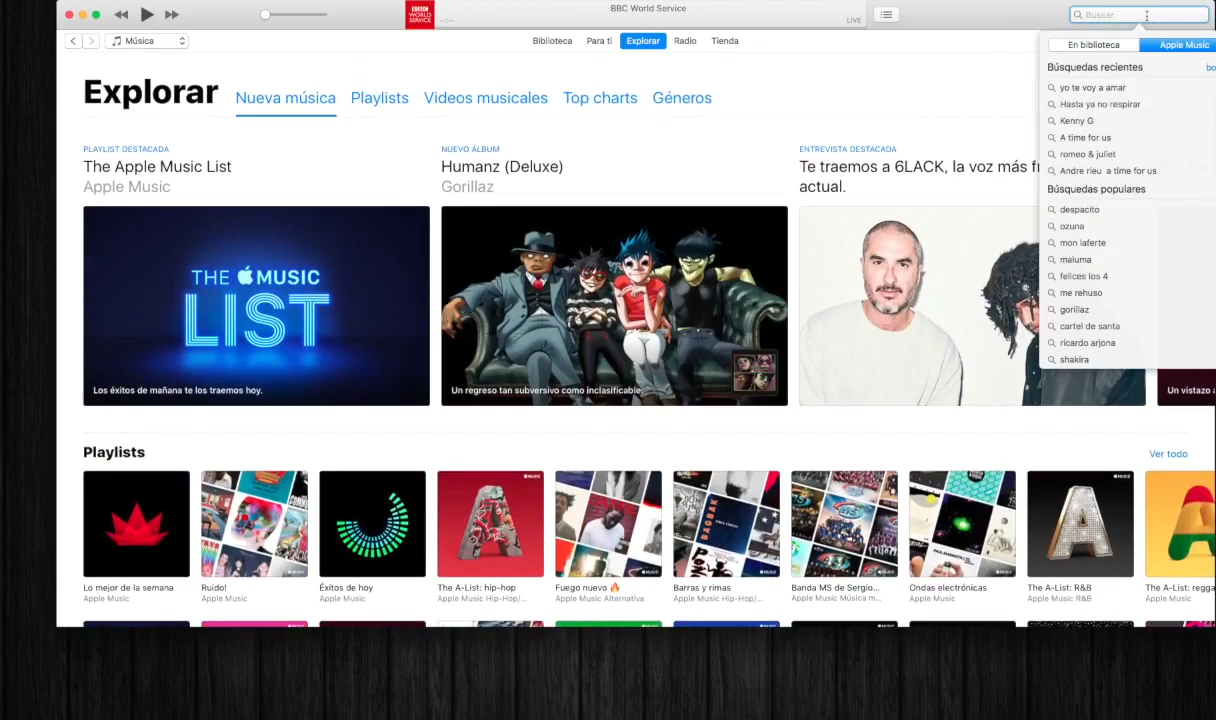 BBC World Service
BBC
WORLD
SERVICE
LIVE
Buscar
Música
Biblioteca
Para ti
Explorar
Radio
Tienda
En biblioteca
Apple Music
Búsquedas recientes
bo
yo te voy a amar
Hasta ya no respirar
Kenny G
A time for us
romeo & juliet
Andre rieu a time for us
Búsquedas populares
despacito
ozuna
mon laferte
maluma
felices los 4
me rehuso
gorillaz
cartel de santa
ricardo arjona
shakira
Explorar
Nueva música
Playlists
Videos musicales
Top charts
Géneros
PLAYLIST DESTACADA
The Apple Music List
Apple Music
THE MUSIC
LIST
Los éxitos de mañana te los traemos hoy.
NUEVO ÁLBUM
Humanz (Deluxe)
Gorillaz
Un regreso tan subversivo como inclasificable.
ENTREVISTA DESTACADA
Te traemos a 6LACK, la voz más fr
actual.
Un vistazo a
Playlists
Ver todo
Lo mejor de la semana
Apple Music
Ruido!
Apple Music
Éxitos de hoy
Apple Music
The A-List: hip-hop
Apple Music Hip-Hop/...
Fuego nuevo 🔥
Apple Music Alternativa
Barras y rimas
Apple Music Hip-Hop/...
Banda MS de Sergio...
Apple Music Música m...
Ondas electrónicas
Apple Music
The A-List: R&B
Apple Music R&B
The A-List: regga
Apple Music